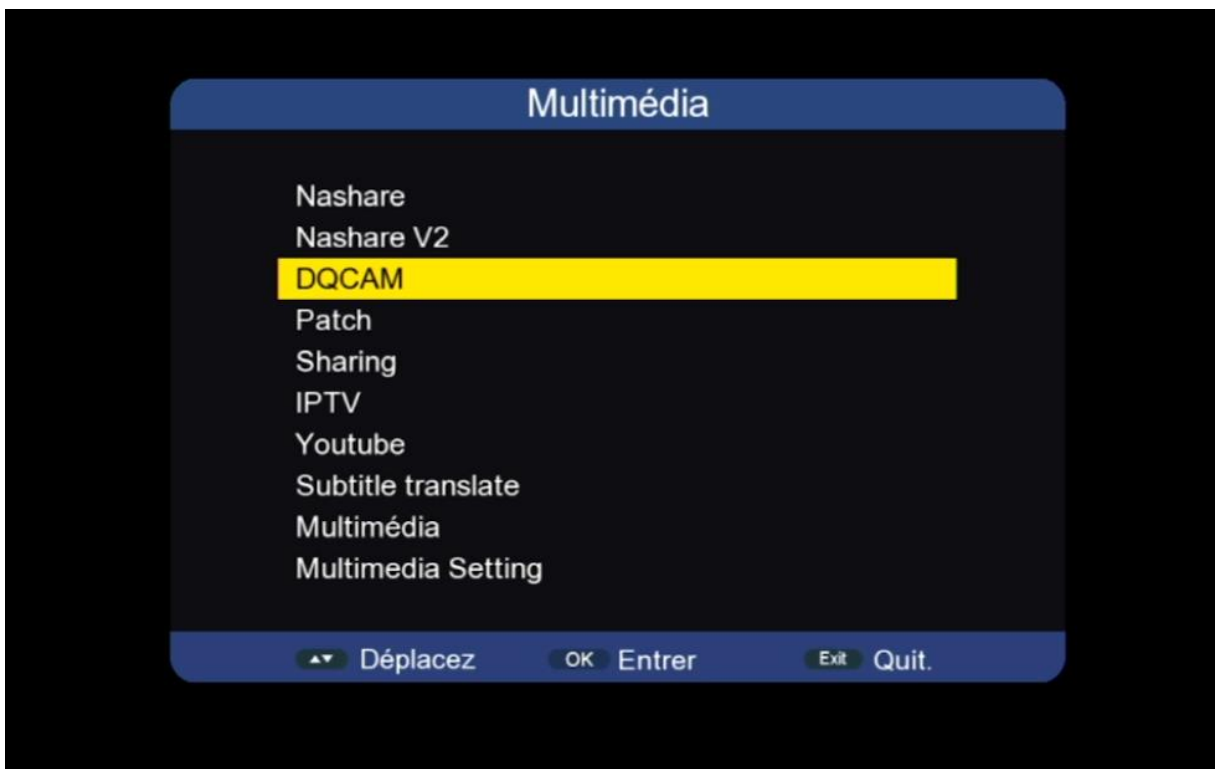 Multimédia
Nashare
Nashare V2
DQCAM
Patch
Sharing
IPTV
Youtube
Subtitle translate
Multimédia
Multimedia Setting
Déplacez OK Entrer Exit Quit.